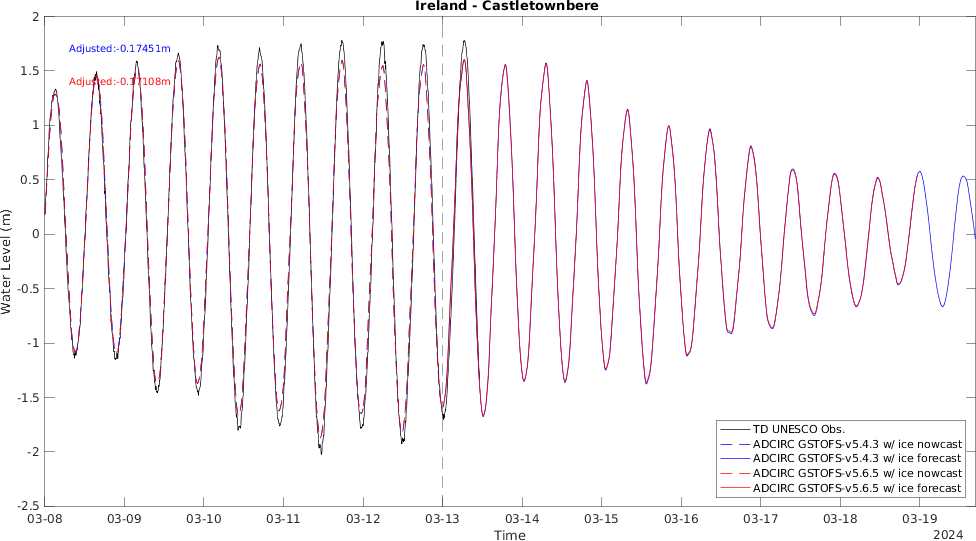 Ireland - Castletownbere
2
1.5
1
0.5
0
-0.5
-1
-1.5
-2
-2.5
Water Level (m)
Adjusted:-0.17451m
Adjusted:-0.17108m
TD UNESCO Obs.
ADCIRC GSTOFS-v5.4.3 w/ ice nowcast
ADCIRC GSTOFS-v5.4.3 w/ ice forecast
ADCIRC GSTOFS-v5.6.5 w/ ice nowcast
ADCIRC GSTOFS-v5.6.5 w/ ice forecast
03-08 03-09 03-10 03-11 03-12 03-13 03-14 03-15 03-16 03-17 03-18 03-19
Time
2024